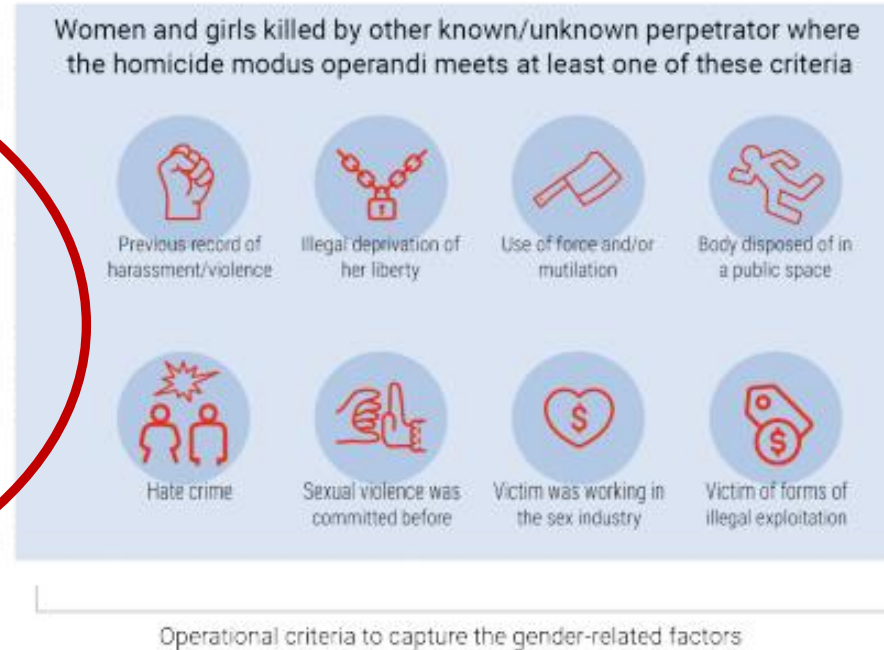 Women and girls killed by other known/unknown perpetrator where
the homicide modus operandi meets at least one of these criteria
Previous record of
harassment/violence
Illegal deprivation of
her liberty
Use of force and/or
mutilation
Body disposed of in
a public space
Hate crime
Sexual violence was
committed before
$
Victim was working in
the sex industry
$
Victim of forms of
illegal exploitation
Operational criteria to capture the gender-related factors